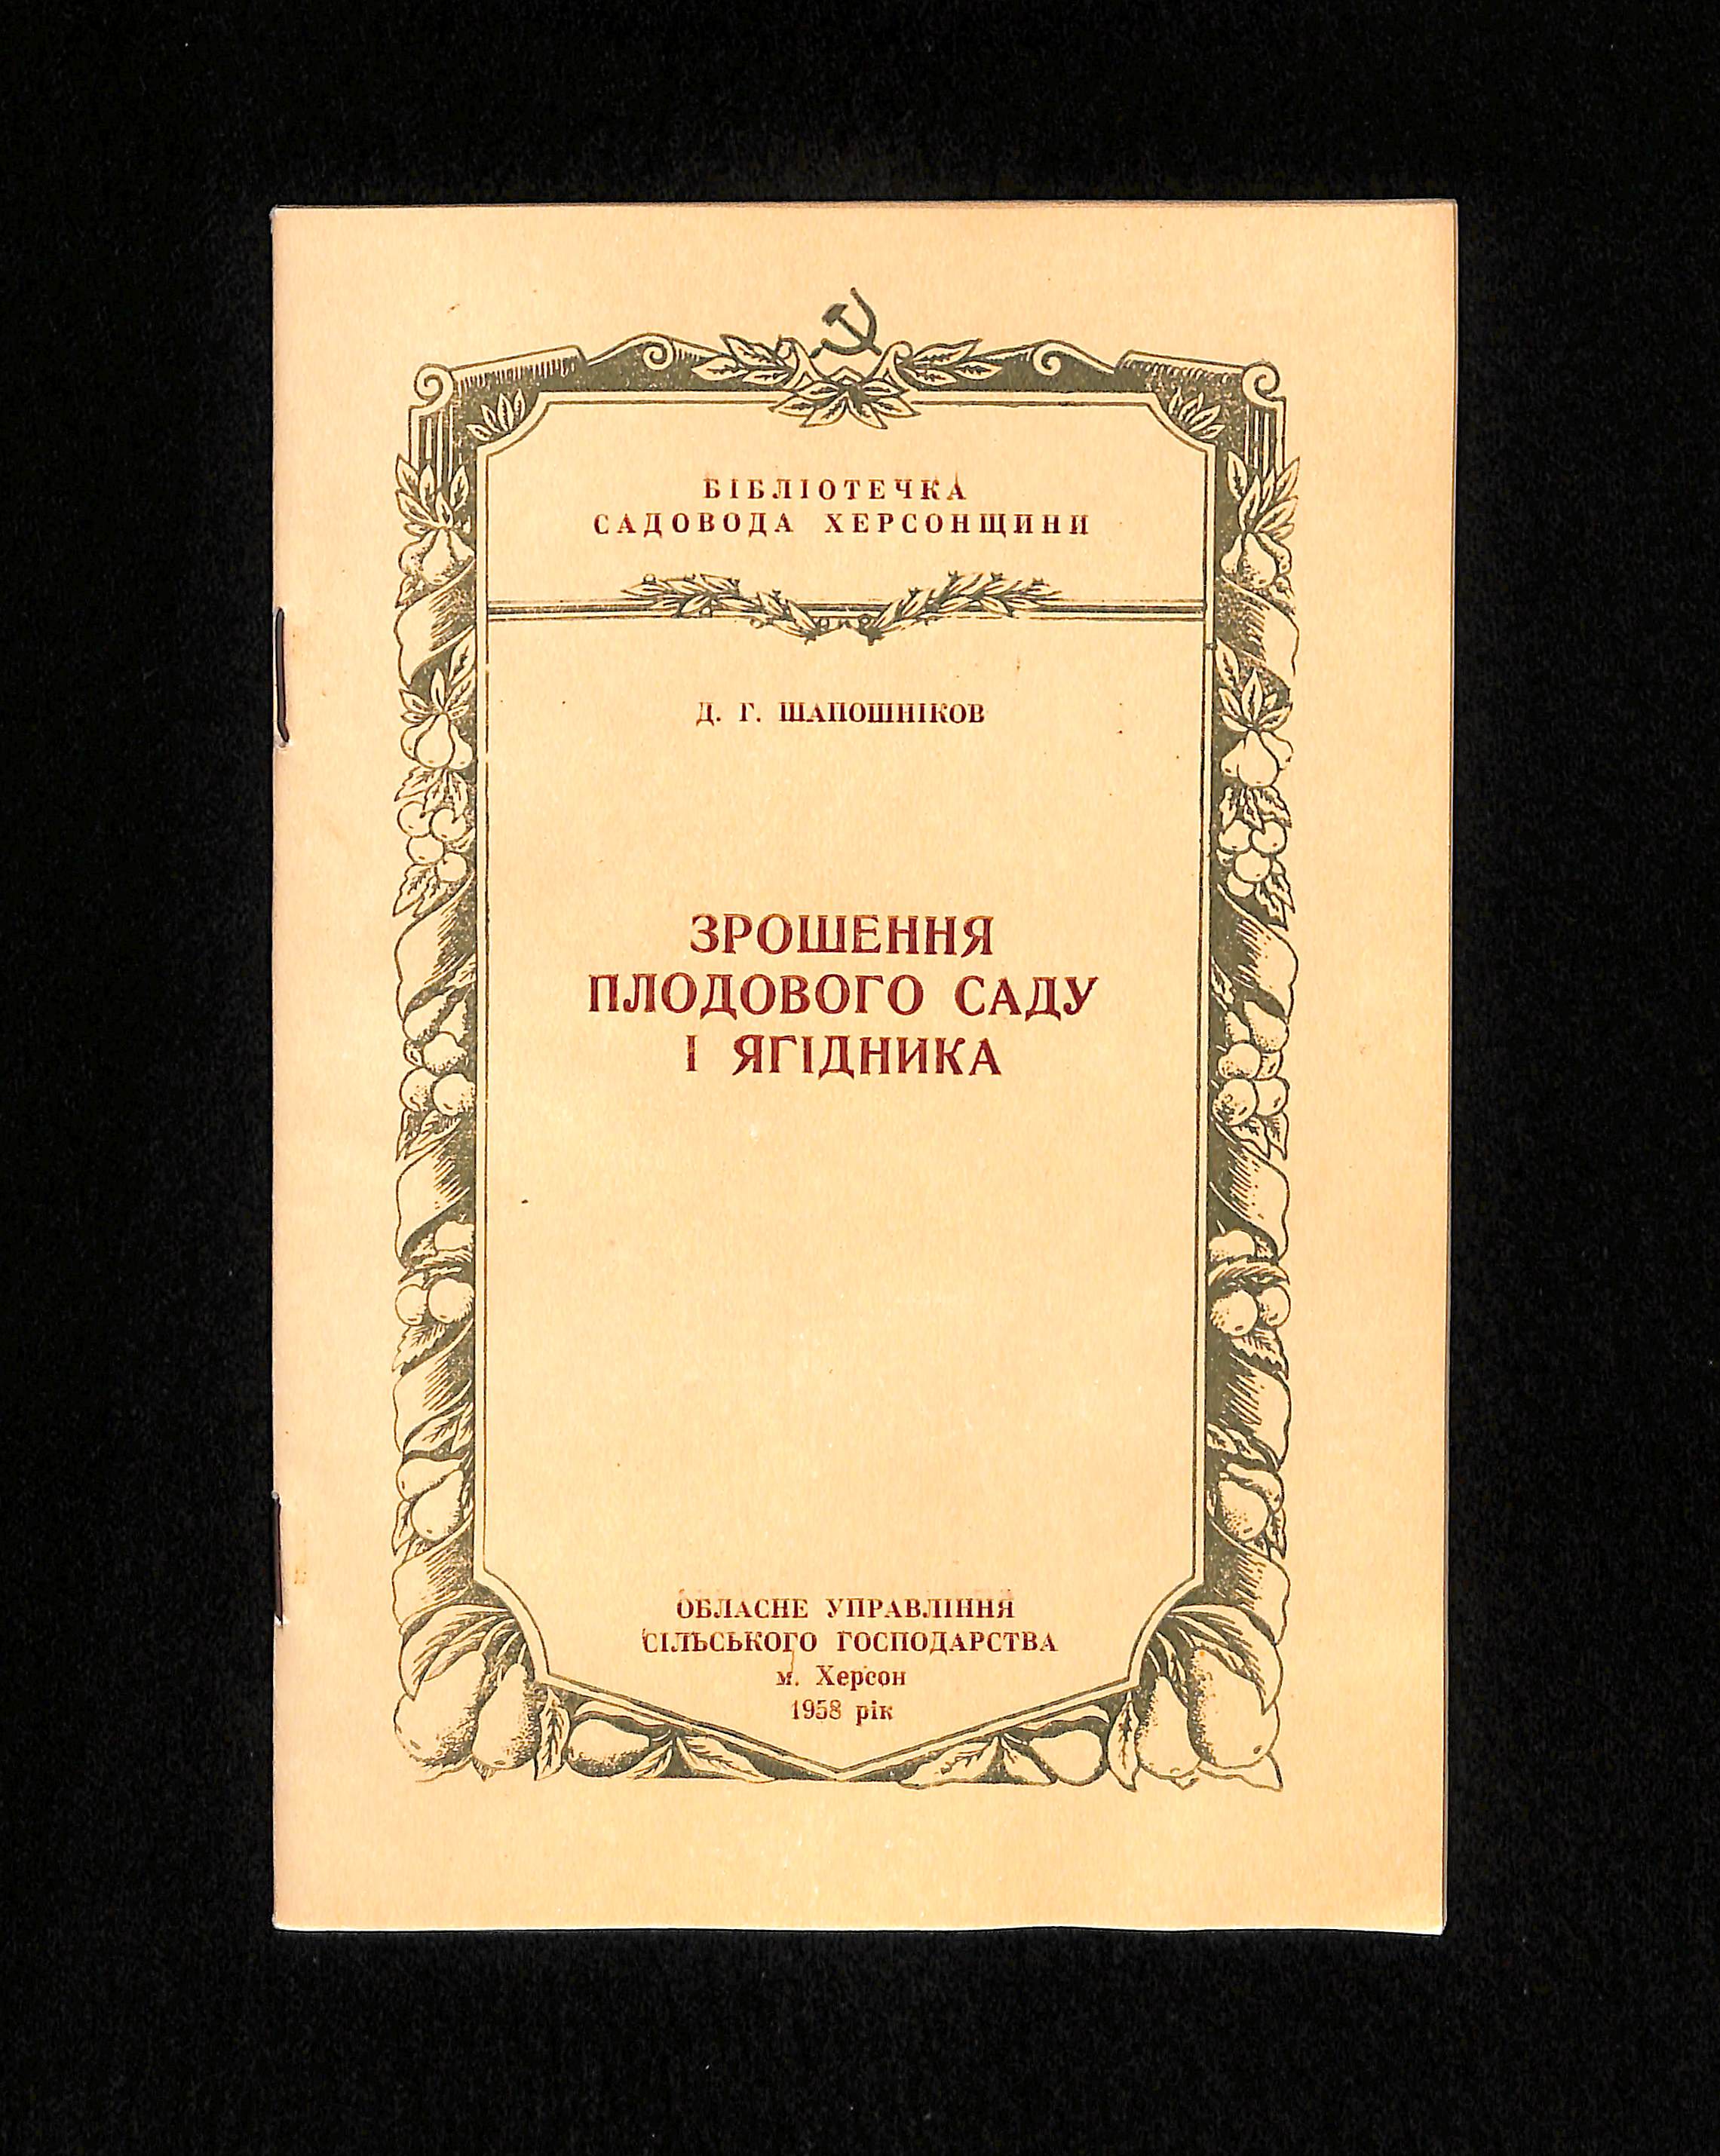 БІБЛІОТЕЧКА
САДОВОДА ХЕРСОНЩИНИ
Д. Г. ШАПОШНІКОВ
ЗРОШЕННЯ
ПЛОДОВОГО САДУ
І ЯГІДНИКА
ОБЛАСНЕ УПРАВЛІННЯ
СІЛЬСЬКОГО ГОСПОДАРСТВА
м. Херсон
1958 рік